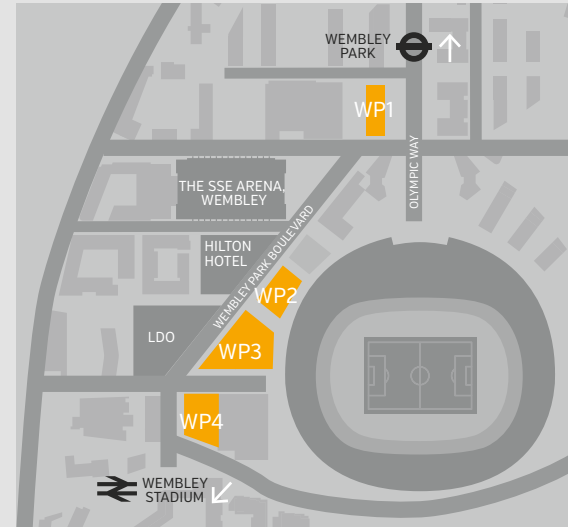 WEMBLEY
PARK
WP1
OLYMPIC WAY
THE SSE ARENA,
WEMBLEY
WEMBLEY PARK BOULEVARD
HILTON
HOTEL
WP2
LDO
WP3
WP4
WEMBLEY
STADIUM